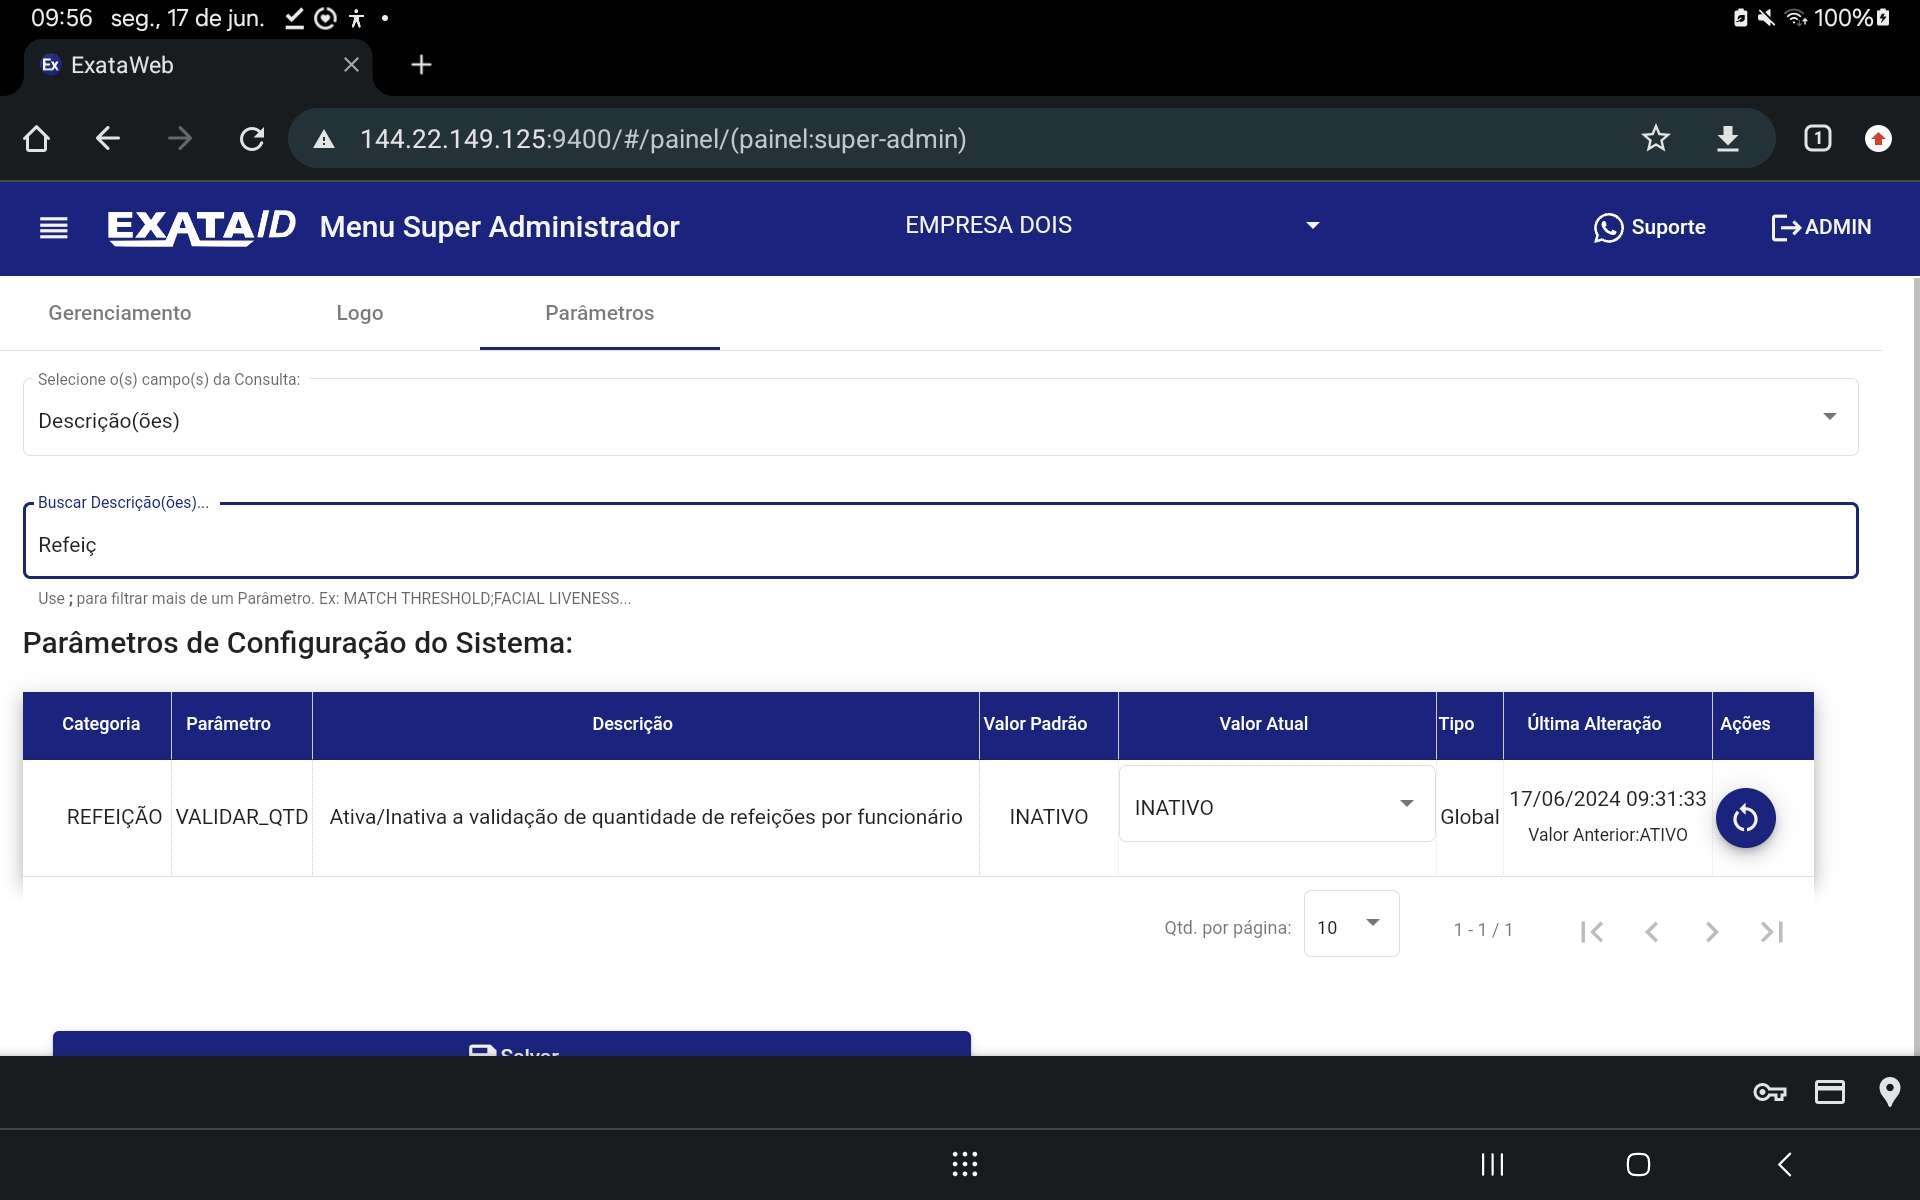 09:56 seg., 17 de jun.
100%
Ex ExataWeb
144.22.149.125:9400/#/painel/(painel:super-admin)
1
EXATAID Menu Super Administrador EMPRESA DOIS Suporte ADMIN
Gerenciamento Logo Parâmetros
Selecione o(s) campo(s) da Consulta:
Descrição(ões)
Buscar Descrição(ões)...
Refeiç
Use ; para filtrar mais de um Parâmetro. Ex: MATCH THRESHOLD;FACIAL LIVENESS...
Parâmetros de Configuração do Sistema:
Categoria Parâmetro Descrição Valor Padrão Valor Atual Tipo Última Alteração Ações
REFEIÇÃO VALIDAR_QTD Ativa/Inativa a validação de quantidade de refeições por funcionário INATIVO INATIVO Global 17/06/2024 09:31:33
Valor Anterior:ATIVO
Qtd. por página: 10 1 - 1 / 1
Salvar